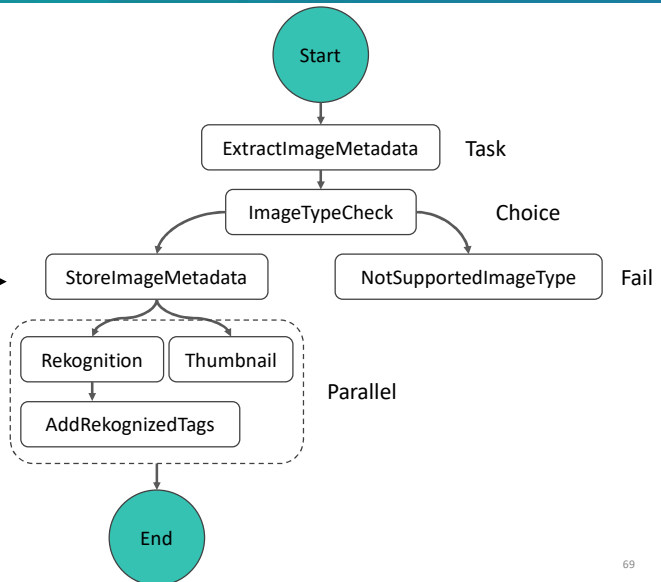 Start
ExtractImageMetadata Task
ImageTypeCheck Choice
StoreImageMetadata NotSupportedImageType Fail
Rekognition Thumbnail
Parallel
AddRekognizedTags
End
69